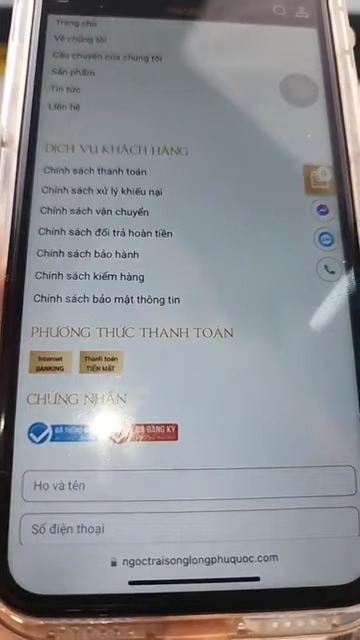 Trang chủ
Về chúng tôi
Câu chuyện của chúng tôi
Sản phẩm
Tin tức
Liên hệ
DỊCH VỤ KHÁCH HÀNG
Chính sách thanh toán
Chính sách xử lý khiếu nại
Chính sách vận chuyển
Chính sách đổi trả hoàn tiền
Chính sách bảo hành
Chính sách kiểm hàng
Chính sách bảo mật thông tin
PHƯƠNG THỨC THANH TOÁN
Internet BANKING
Thanh toán TIỀN MẶT
CHỨNG NHẬN
ĐÃ THÔNG
ĐÃ ĐĂNG KÝ
Họ và tên
Số điện thoại
ngoctraisonglongphuquoc.com